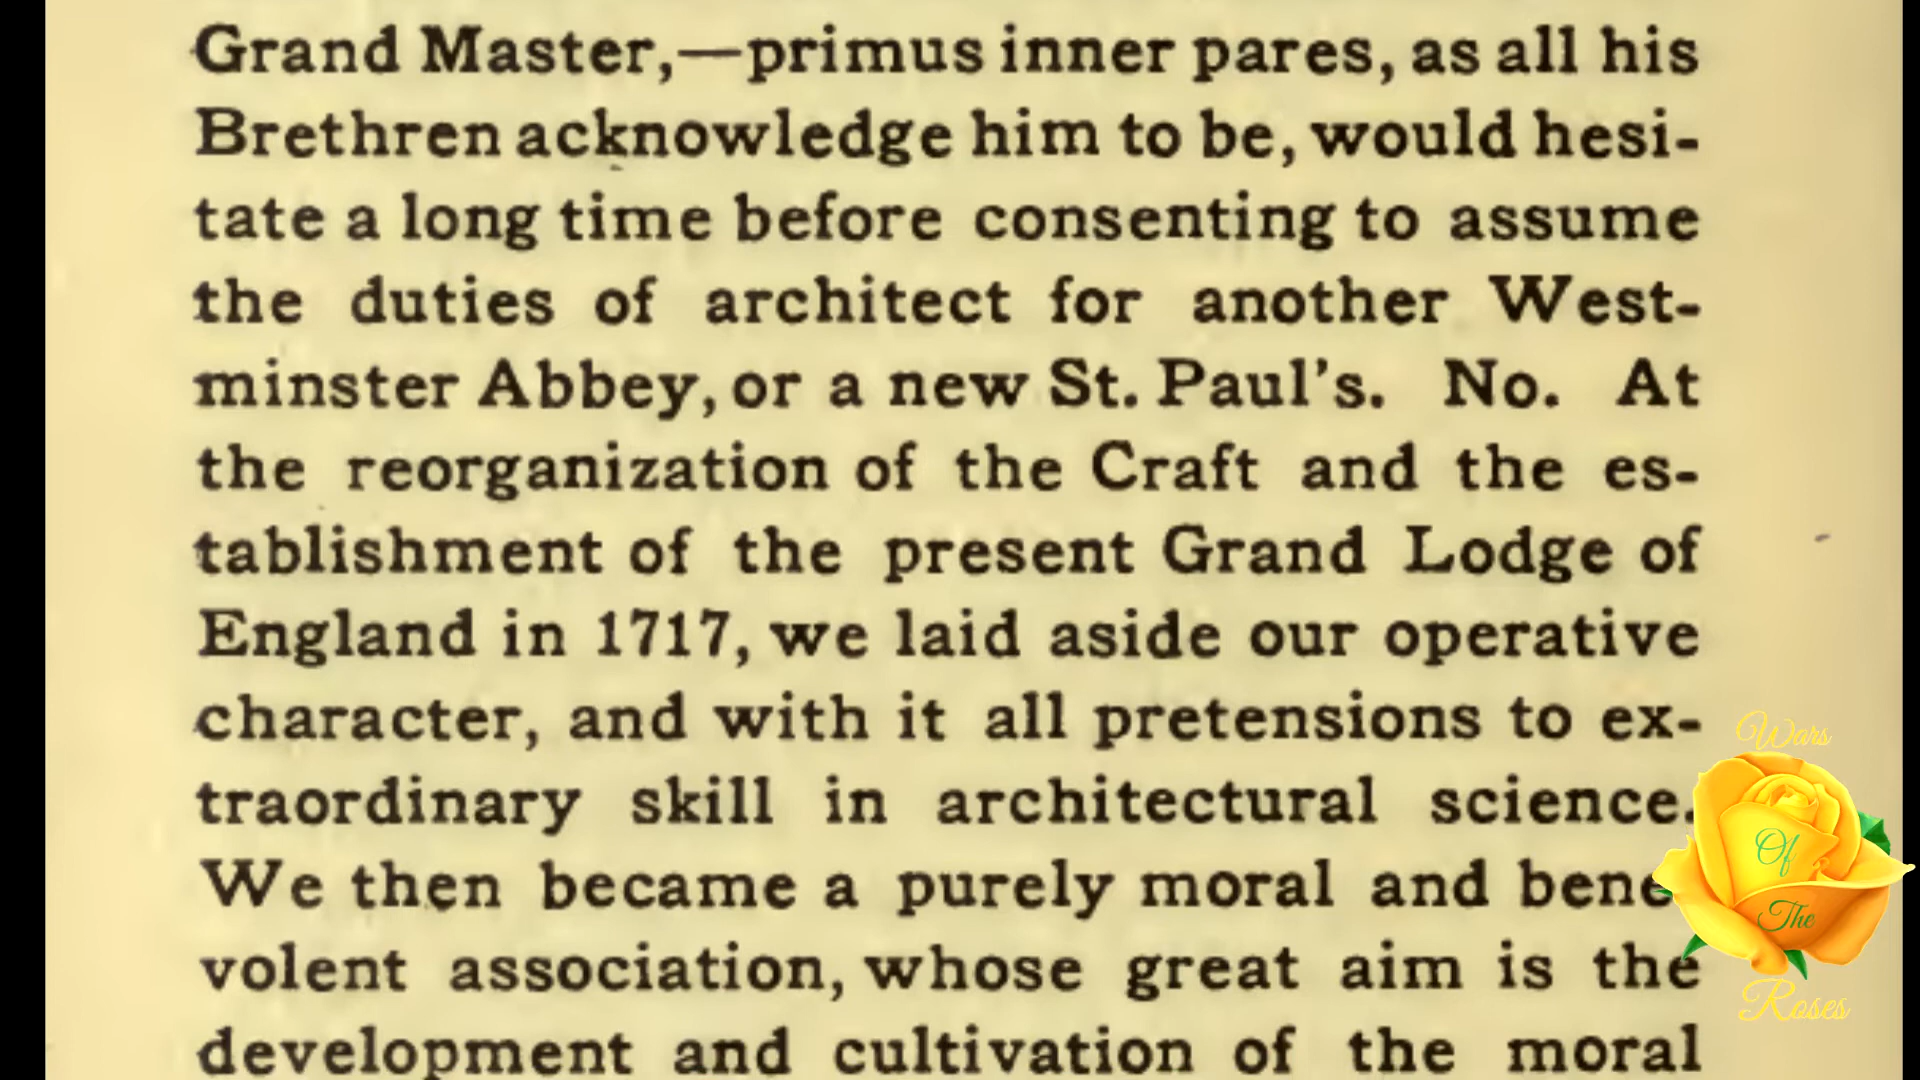 Grand Master,—primus inner pares, as all his
Brethren acknowledge him to be, would hesi-
tate a long time before consenting to assume
the duties of architect for another West-
minster Abbey, or a new St. Paul's. No. At
the reorganization of the Craft and the es-
tablishment of the present Grand Lodge of
England in 1717, we laid aside our operative
character, and with it all pretensions to ex-
traordinary skill in architectural science.
We then became a purely moral and bene
volent association, whose great aim is the
development and cultivation of the moral
Wars
Of
The
Roses